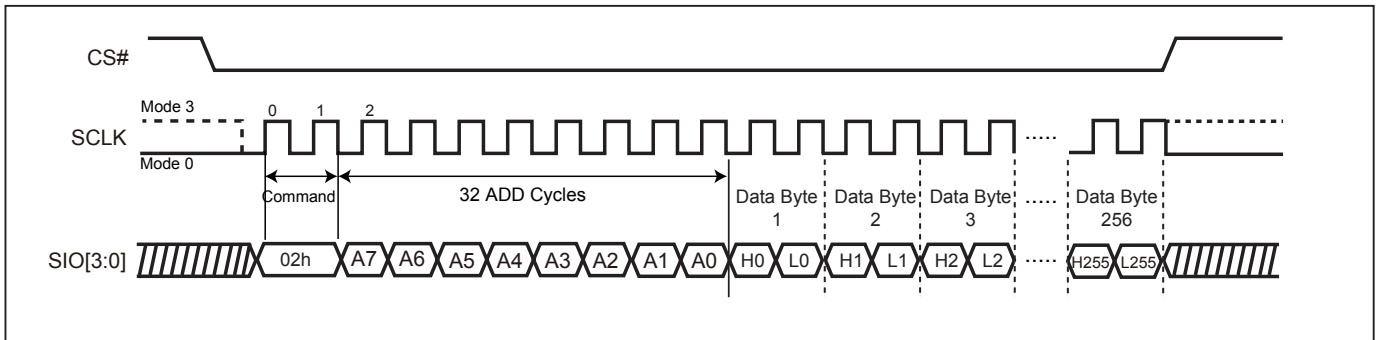 CS#
Mode 3
0 1 2
SCLK
.....
Mode 0
Command
32 ADD Cycles
Data Byte 1
Data Byte 2
Data Byte 3
.....
Data Byte 256
SIO[3:0]
02h A7 A6 A5 A4 A3 A2 A1 A0 H0 L0 H1 L1 H2 L2 ..... H255 L255